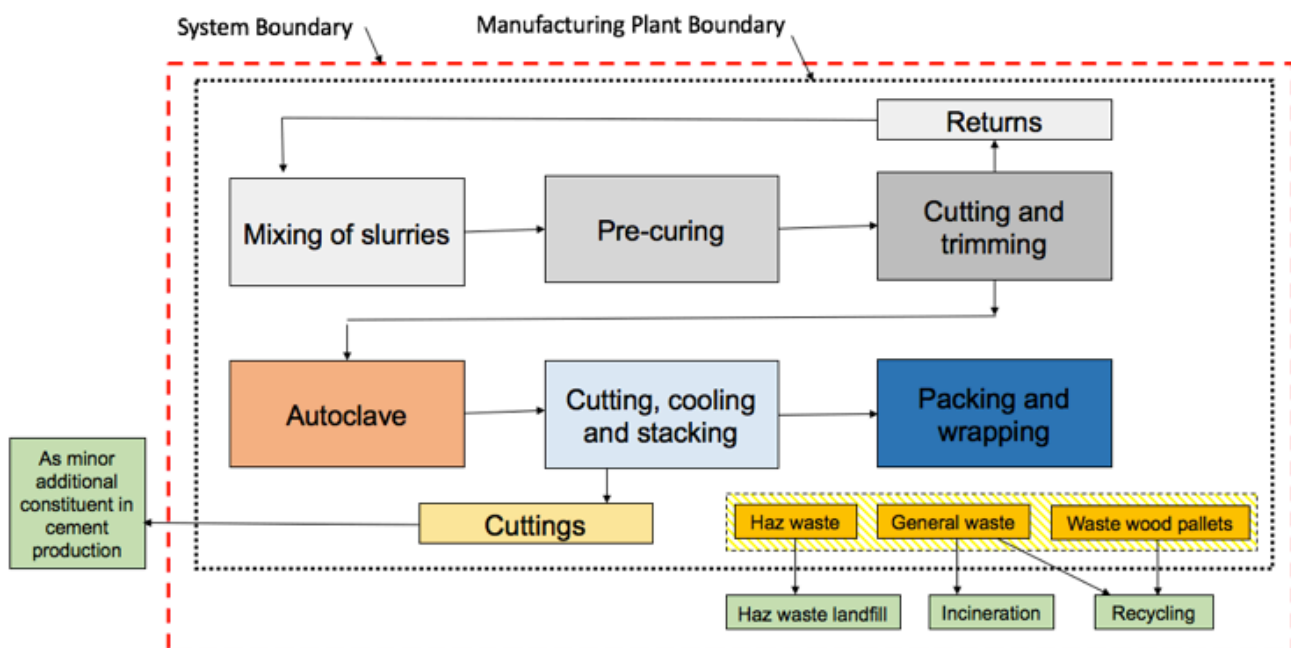 System Boundary
Manufacturing Plant Boundary
Returns
Mixing of slurries
Pre-curing
Cutting and
trimming
Autoclave
Cutting, cooling
and stacking
Packing and
wrapping
As minor
additional
constituent in
cement
production
Cuttings
Haz waste
General waste
Waste wood pallets
Haz waste landfill
Incineration
Recycling